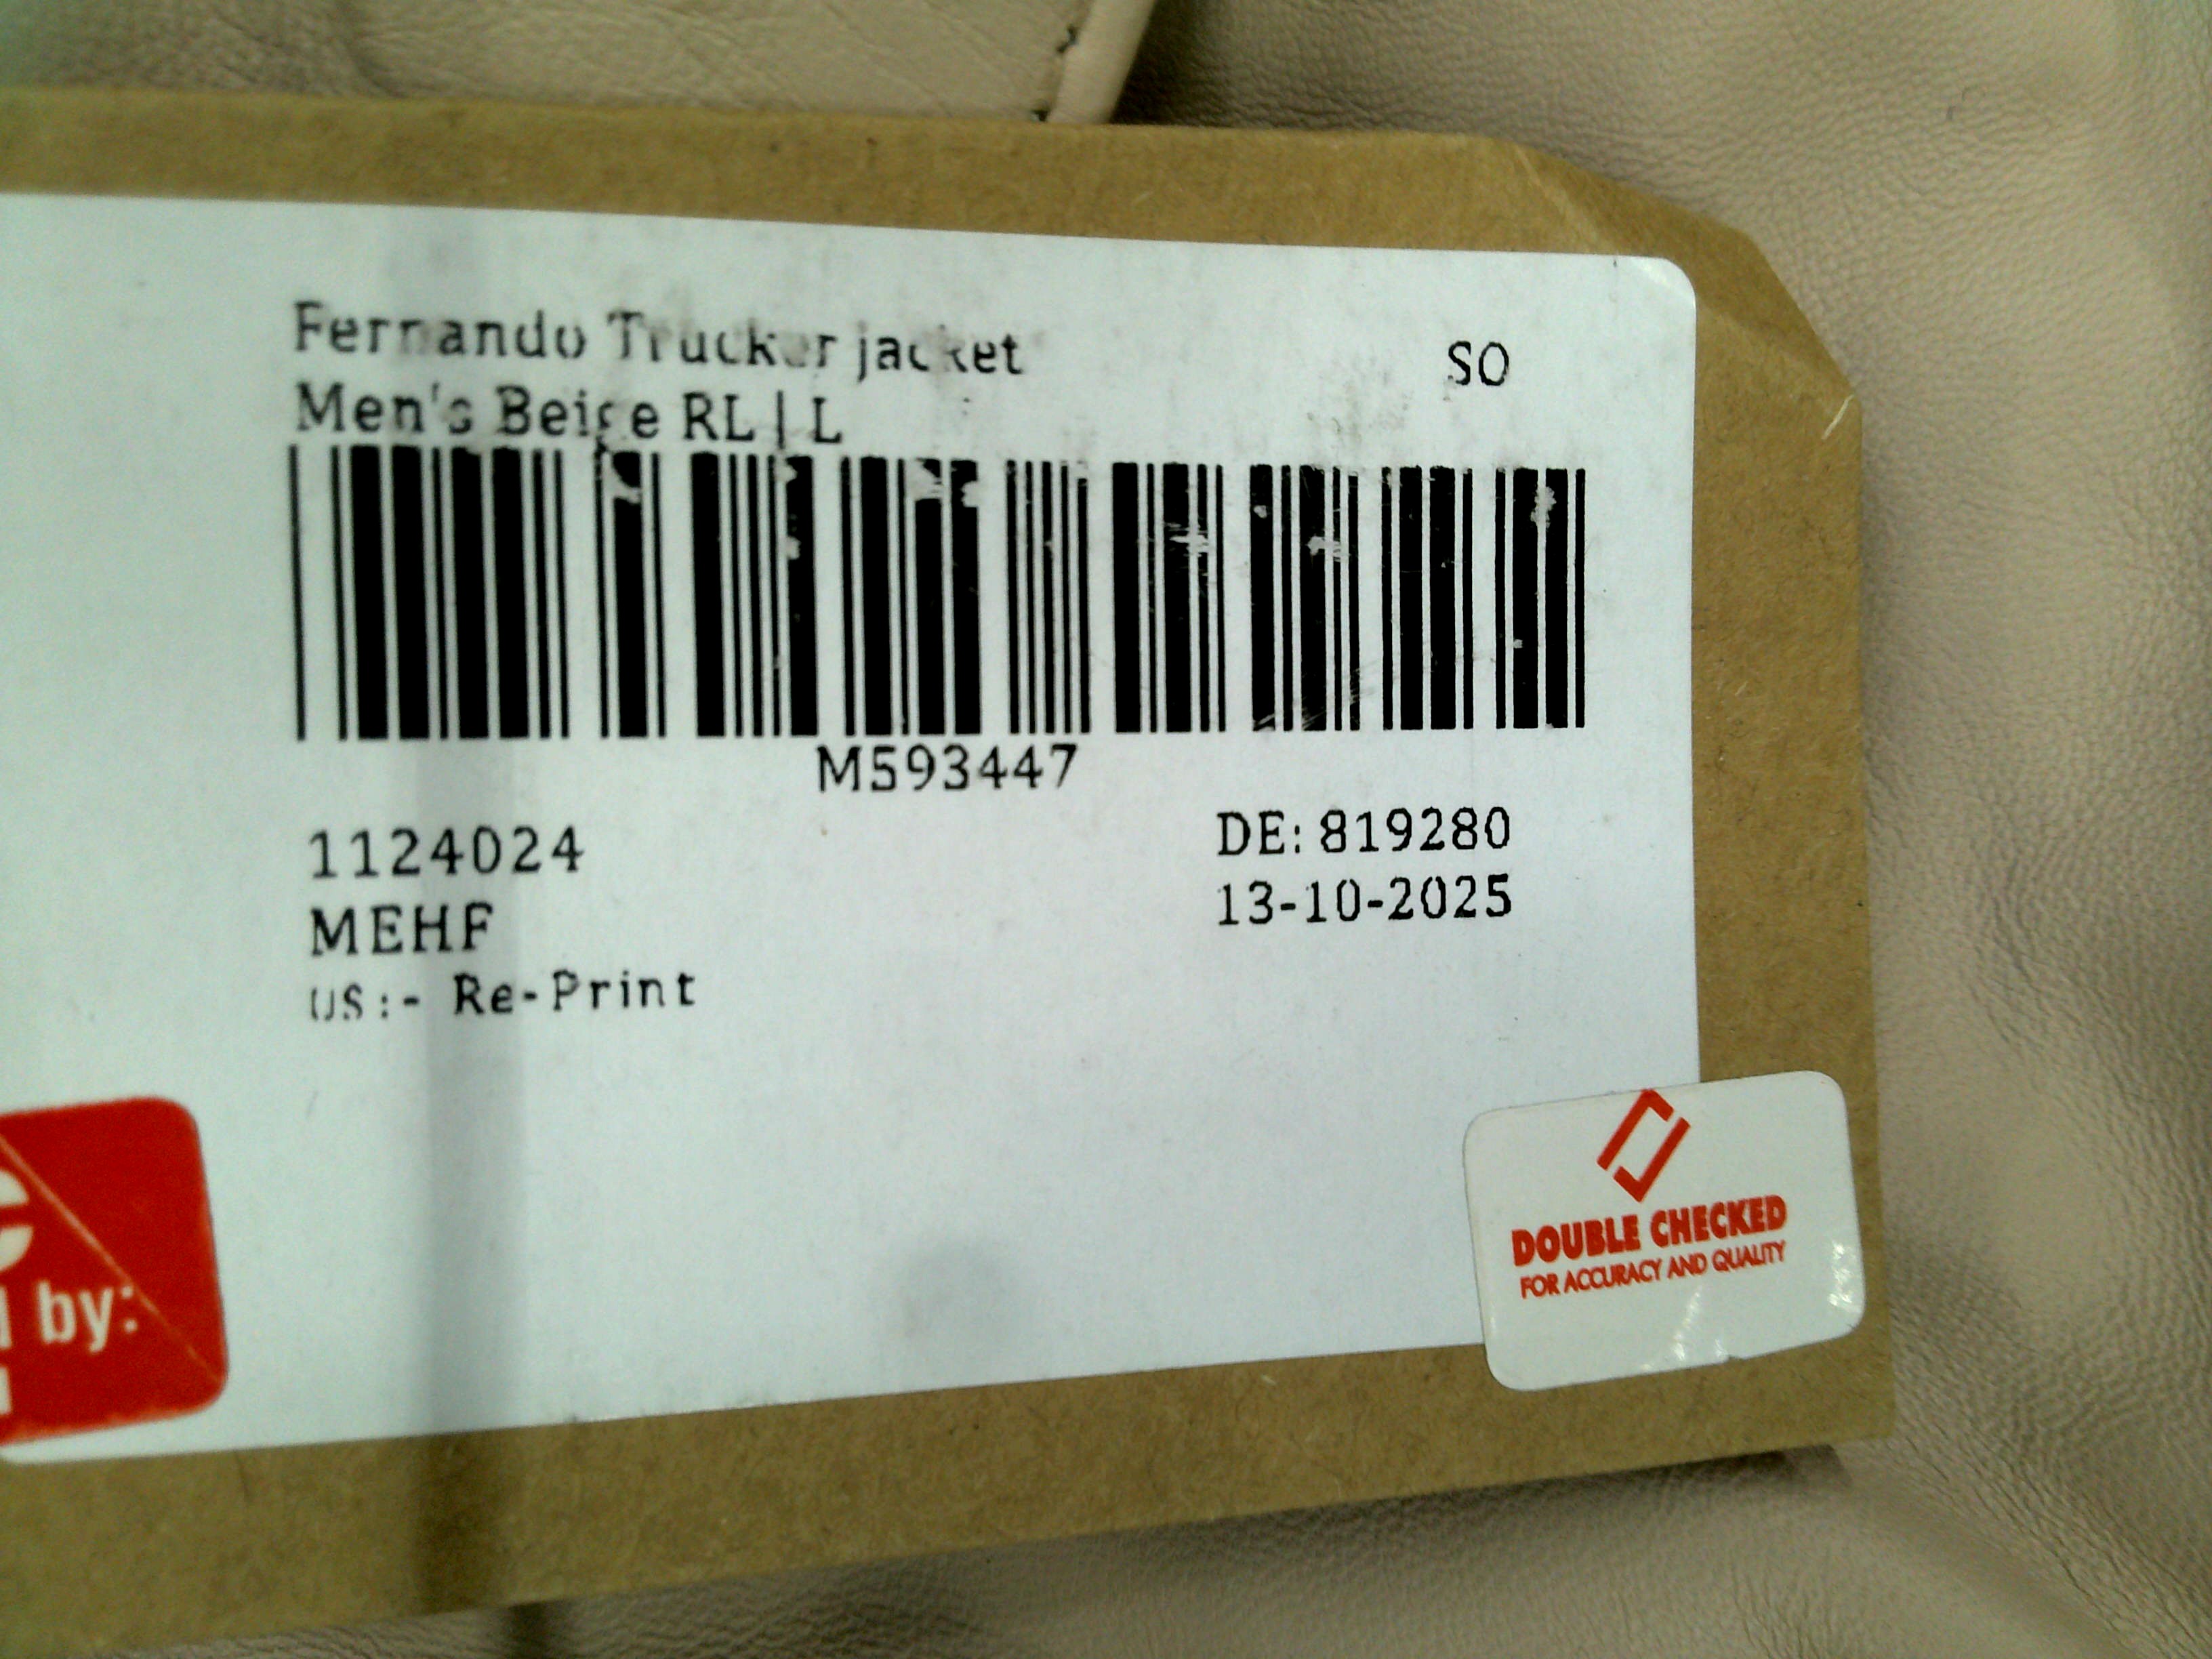 Fernando Trucker jacket
SO
Men's Beige RL | L
M593447
1124024
DE: 819280
MEHF
13-10-2025
US:- Re-Print
by:
DOUBLE CHECKED
FOR ACCURACY AND QUALITY